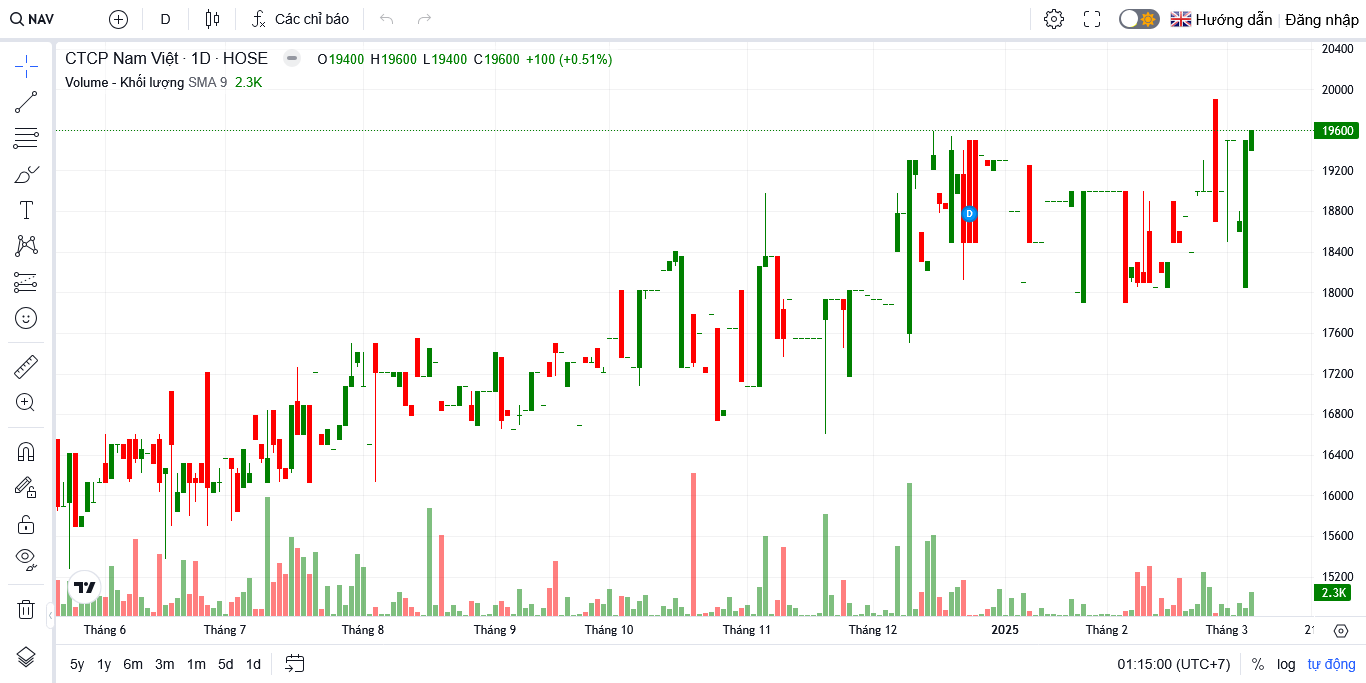 NAV D Các chỉ báo Hướng dẫn Đăng nhập
CTCP Nam Việt · 1D · HOSE O19400 H19600 L19400 C19600 +100 (+0.51%)
Volume - Khối lượng SMA 9 2.3K
20400
20000
19600
19200
18800
18400
18000
17600
17200
16800
16400
16000
15600
15200
2.3K
D
Tháng 6 Tháng 7 Tháng 8 Tháng 9 Tháng 10 Tháng 11 Tháng 12 2025 Tháng 2 Tháng 3
5y 1y 6m 3m 1m 5d 1d 01:15:00 (UTC+7) % log tự động